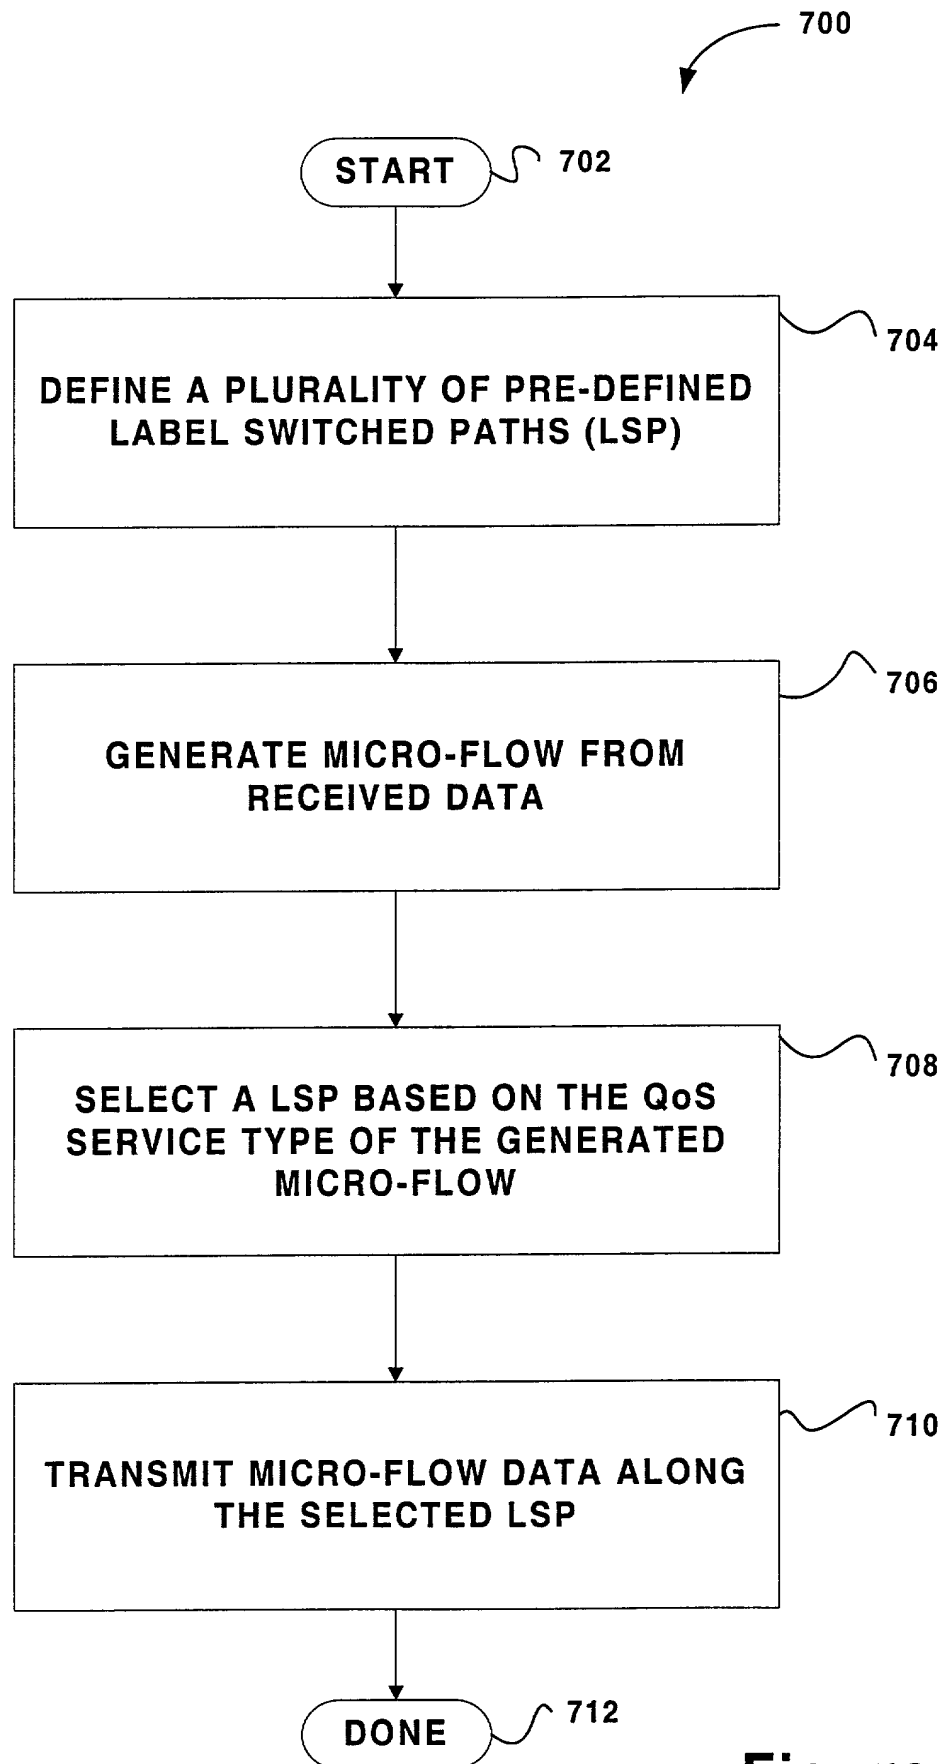 700
START
702
704
DEFINE A PLURALITY OF PRE-DEFINED
LABEL SWITCHED PATHS (LSP)
706
GENERATE MICRO-FLOW FROM
RECEIVED DATA
708
SELECT A LSP BASED ON THE QoS
SERVICE TYPE OF THE GENERATED
MICRO-FLOW
710
TRANSMIT MICRO-FLOW DATA ALONG
THE SELECTED LSP
DONE
712